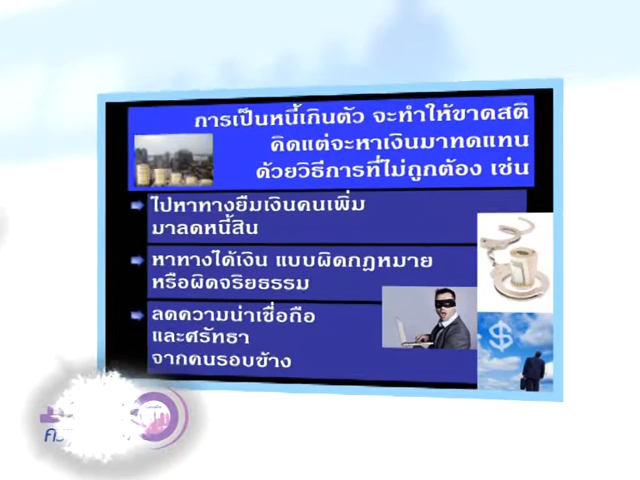 การเป็นหนี้เกินตัว จะทำให้ขาดสติ
คิดแต่จะหาเงินมาทดแทน
ด้วยวิธีการที่ไม่ถูกต้อง เช่น
ไปหาทางยืมเงินคนเพิ่ม
มาลดหนี้สิน
หาทางได้เงิน แบบผิดกฎหมาย
หรือผิดจริยธรรม
ลดความน่าเชื่อถือ
และศรัทธา
จากคนรอบข้าง